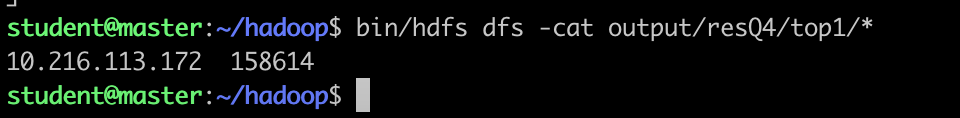 student@master:~/hadoop$ bin/hdfs dfs -cat output/resQ4/top1/*
10.216.113.172  158614
student@master:~/hadoop$